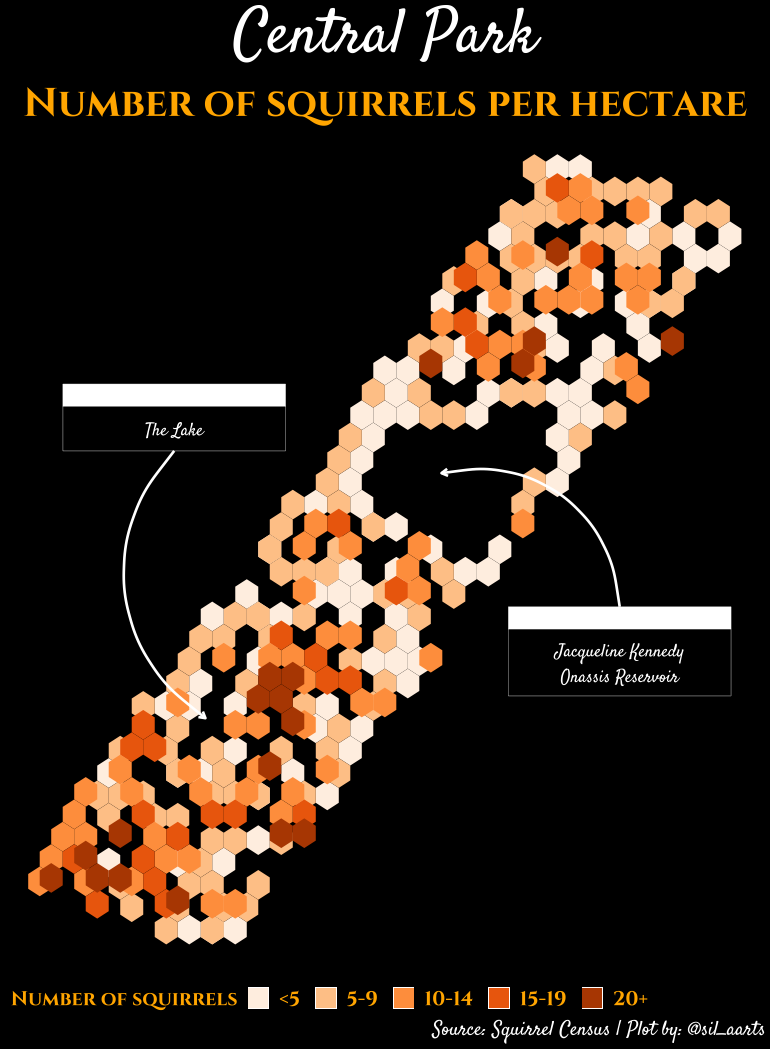 Central Park
Number of squirrels per hectare
The Lake
Jacqueline Kennedy
Onassis Reservoir
Number of squirrels <5 5-9 10-14 15-19 20+
Source: Squirrel Census | Plot by: @sil_aarts